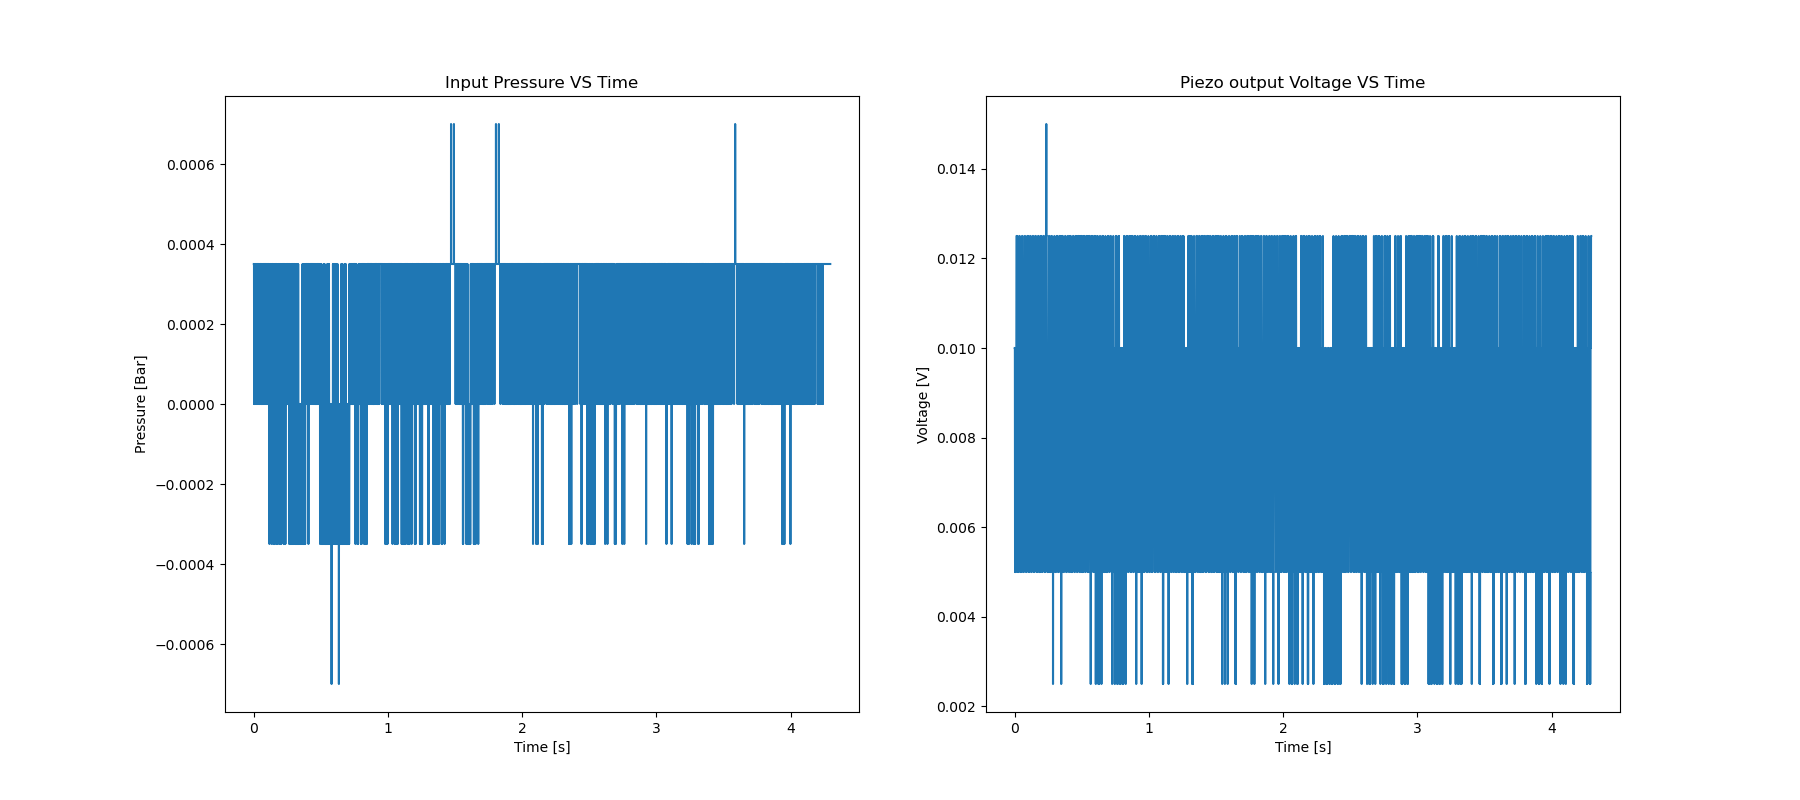 Input Pressure VS Time
Pressure [Bar]
0.0006
0.0004
0.0002
0.0000
−0.0002
−0.0004
−0.0006
0 1 2 3 4
Time [s]
Piezo output Voltage VS Time
Voltage [V]
0.014
0.012
0.010
0.008
0.006
0.004
0.002
0 1 2 3 4
Time [s]